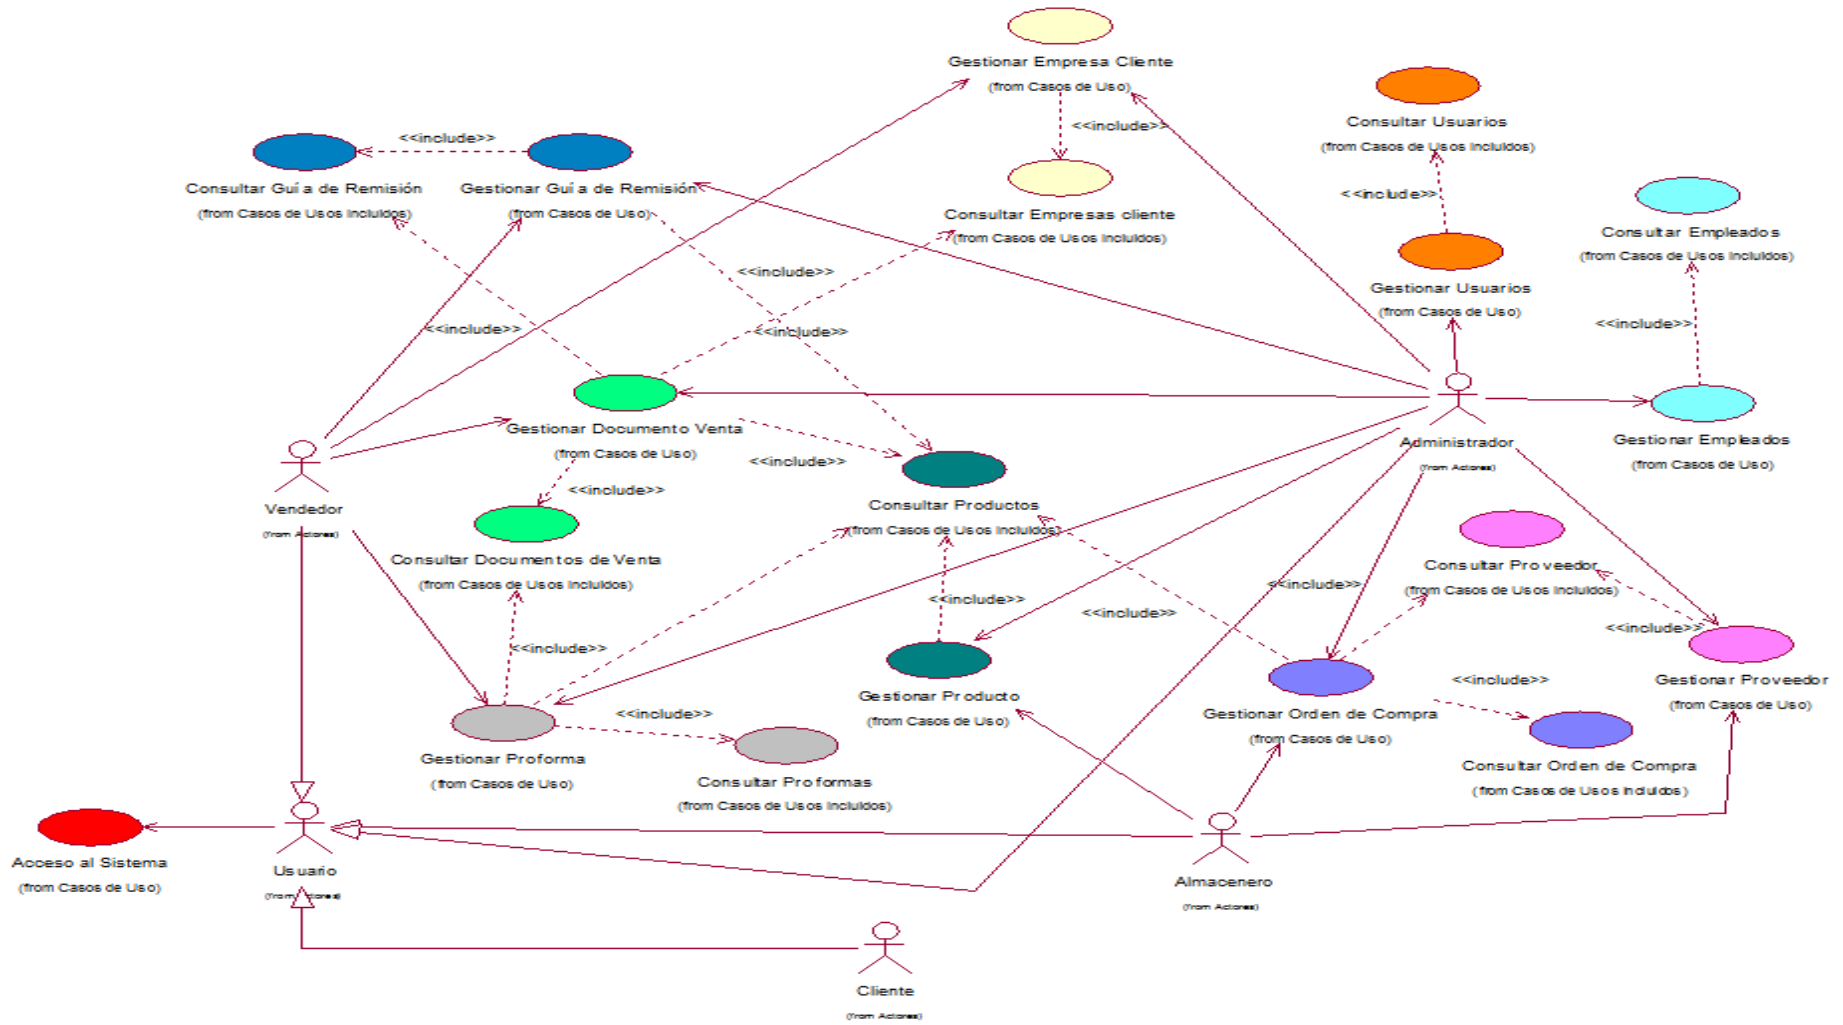 Gestionar Empresa Cliente
(from Casos de Uso)
<<include>>
Consultar Usuarios
(from Casos de Usos Incluidos)
<<include>>
<<include>>
Consultar Guía de Remisión
(from Casos de Usos Incluidos)
Gestionar Guía de Remisión
(from Casos de Uso)
Consultar Empresas cliente
(from Casos de Usos Incluidos)
Consultar Empleados
(from Casos de Usos Incluidos)
<<include>>
Gestionar Usuarios
(from Casos de Uso)
<<include>>
<<include>>
<<include>>
Gestionar Documento Venta
(from Casos de Uso)
<<include>>
<<include>>
Administrador
(from Actores)
Gestionar Empleados
(from Casos de Uso)
Vendedor
(from Actores)
Consultar Productos
(from Casos de Usos Incluidos)
Consultar Documentos de Venta
(from Casos de Usos Incluidos)
Consultar Proveedor
(from Casos de Usos Incluidos)
<<include>>
<<include>>
<<include>>
<<include>>
<<include>>
Gestionar Producto
(from Casos de Uso)
Gestionar Proveedor
(from Casos de Uso)
<<include>>
Gestionar Orden de Compra
(from Casos de Uso)
<<include>>
Gestionar Proforma
(from Casos de Uso)
Consultar Proformas
(from Casos de Usos Incluidos)
Consultar Orden de Compra
(from Casos de Usos Incluidos)
Acceso al Sistema
(from Casos de Uso)
Usuario
(from Actores)
Almacenero
(from Actores)
Cliente
(from Actores)